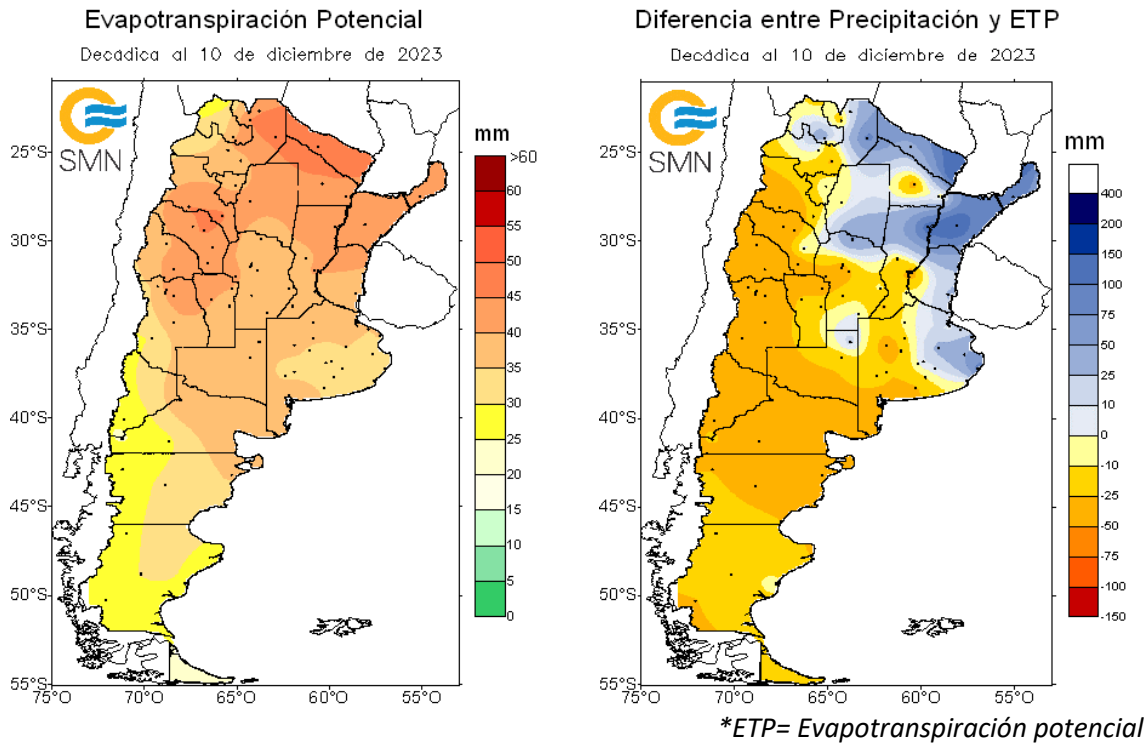 Evapotranspiración Potencial
Decádica al 10 de diciembre de 2023
SMN
25°S
30°S
35°S
40°S
45°S
50°S
55°S
75°O
70°O
65°O
60°O
55°O
mm
>60
60
55
50
45
40
35
30
25
20
15
10
5
0
Diferencia entre Precipitación y ETP
Decádica al 10 de diciembre de 2023
SMN
25°S
30°S
35°S
40°S
45°S
50°S
55°S
75°O
70°O
65°O
60°O
55°O
mm
400
200
150
100
75
50
25
10
0
-10
-25
-50
-75
-100
-150
*ETP= Evapotranspiración potencial